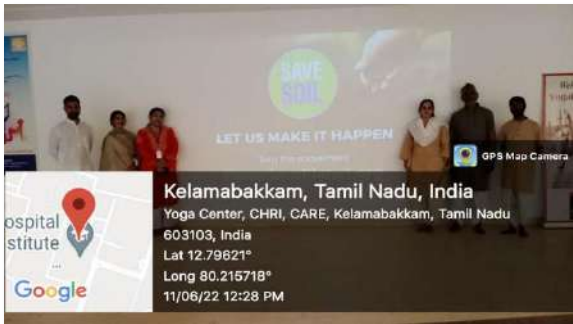 SAVE
SOIL
LET US MAKE IT HAPPEN
GPS Map Camera
Kelamabakkam, Tamil Nadu, India
Yoga Center, CHRI, CARE, Kelamabakkam, Tamil Nadu
603103, India
Lat 12.79621°
Long 80.215718°
11/06/22 12:28 PM
ospital
stitute
Google